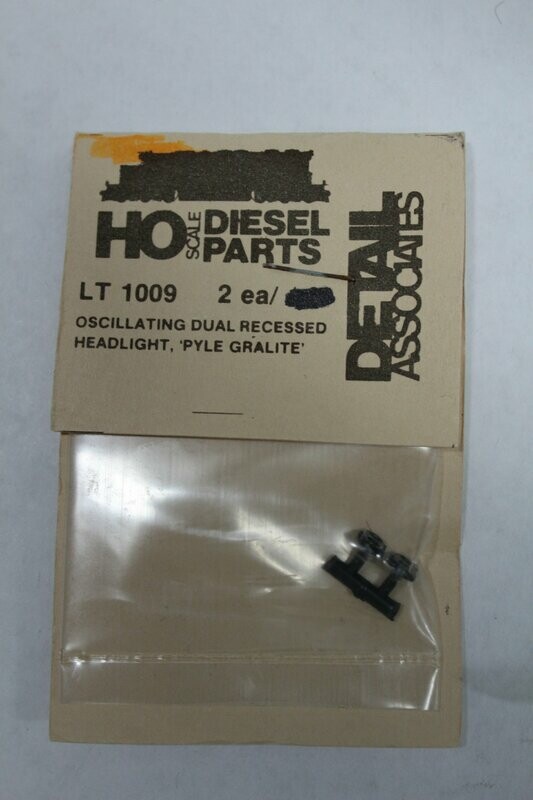 HO SCALE DIESEL PARTS
DETAIL ASSOCIATES
LT 1009 2 ea/
OSCILLATING DUAL RECESSED
HEADLIGHT, 'PYLE GRALITE'